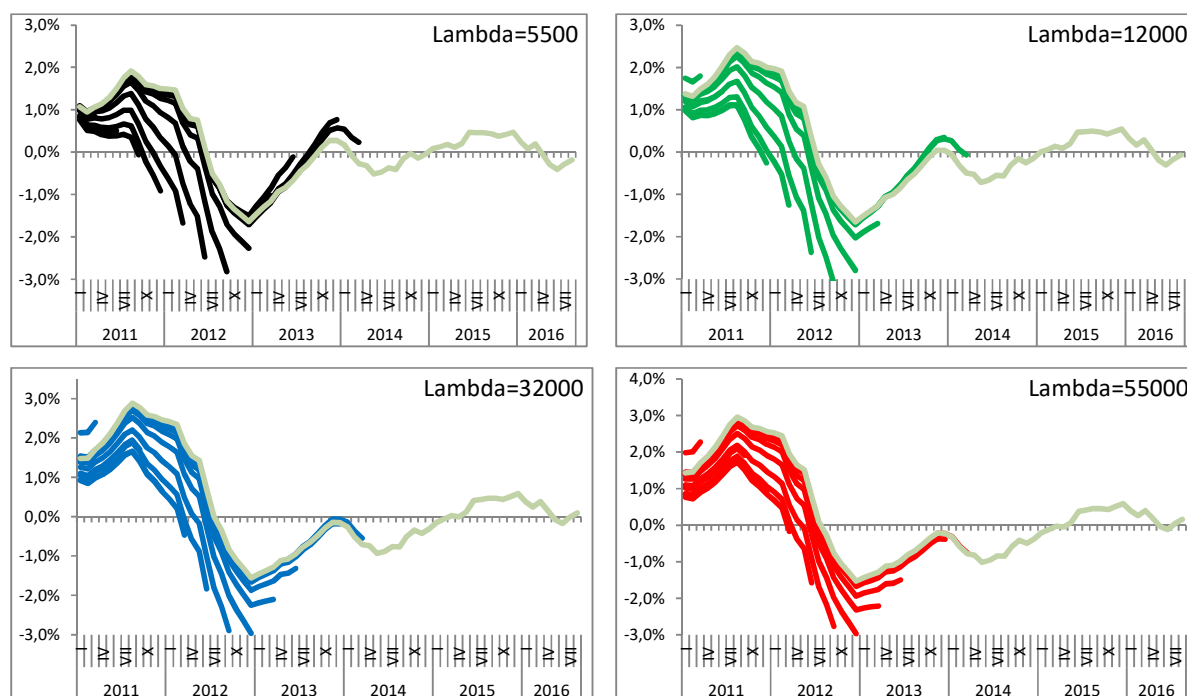 Lambda=5500
3,0%
2,0%
1,0%
0,0%
-1,0%
-2,0%
-3,0%
I IV VII X I IV VII X I IV VII X I IV VII X I IV VII X I IV VII
2011 2012 2013 2014 2015 2016
Lambda=12000
3,0%
2,0%
1,0%
0,0%
-1,0%
-2,0%
-3,0%
I IV VII X I IV VII X I IV VII X I IV VII X I IV VII X I IV VII
2011 2012 2013 2014 2015 2016
Lambda=32000
3,0%
2,0%
1,0%
0,0%
-1,0%
-2,0%
-3,0%
I IV VII X I IV VII X I IV VII X I IV VII X I IV VII X I IV VII
2011 2012 2013 2014 2015 2016
Lambda=55000
4,0%
3,0%
2,0%
1,0%
0,0%
-1,0%
-2,0%
-3,0%
I IV VII X I IV VII X I IV VII X I IV VII X I IV VII X I IV VII
2011 2012 2013 2014 2015 2016